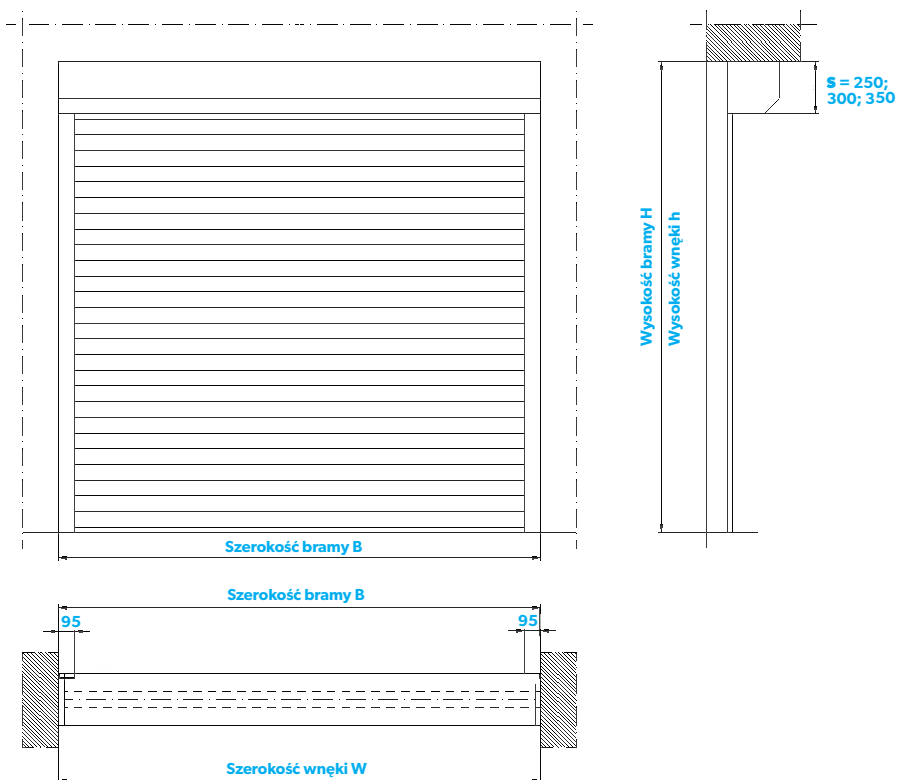 S = 250;
300; 350
Wysokość bramy H
Wysokość wnęki h
Szerokość bramy B
Szerokość bramy B
95
95
Szerokość wnęki W